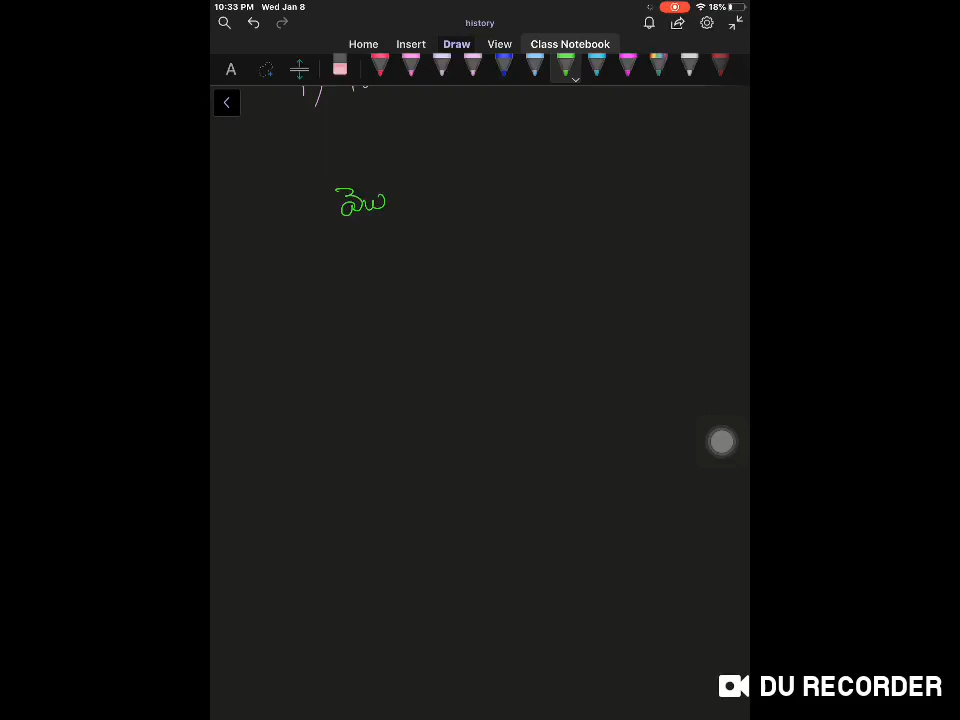 10:33 PM Wed Jan 8 18%
history
Home Insert Draw View Class Notebook
A
DU RECORDER